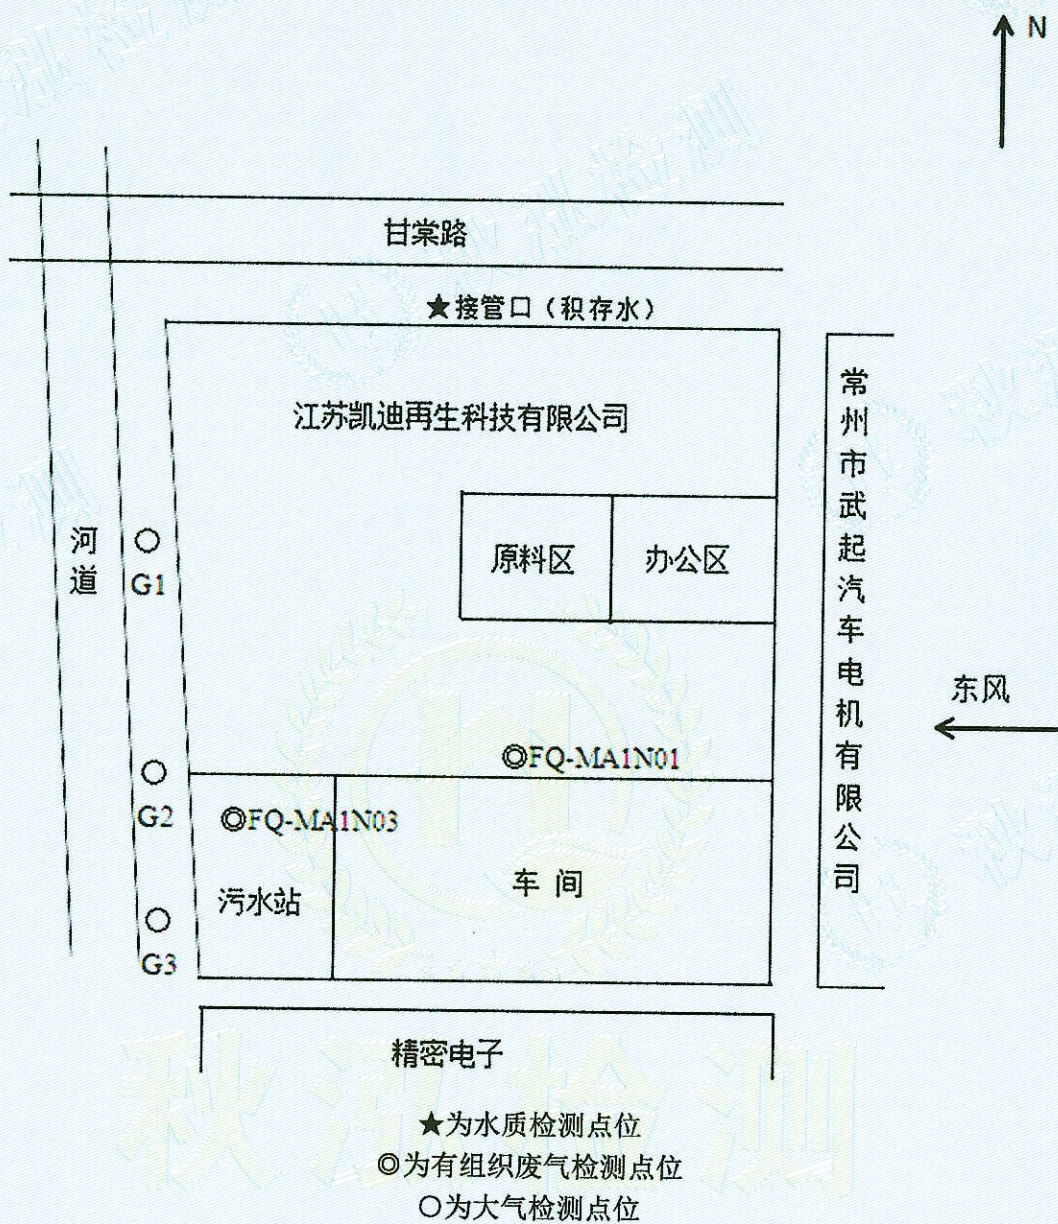 N
甘棠路
★接管口（积存水）
江苏凯迪再生科技有限公司
常州市武起汽车电机有限公司
原料区
办公区
河道
G1
东风
◎FQ-MA1N01
G2
◎FQ-MA1N03
车间
污水站
G3
精密电子
★为水质检测点位
◎为有组织废气检测点位
○为大气检测点位
秋泓检测